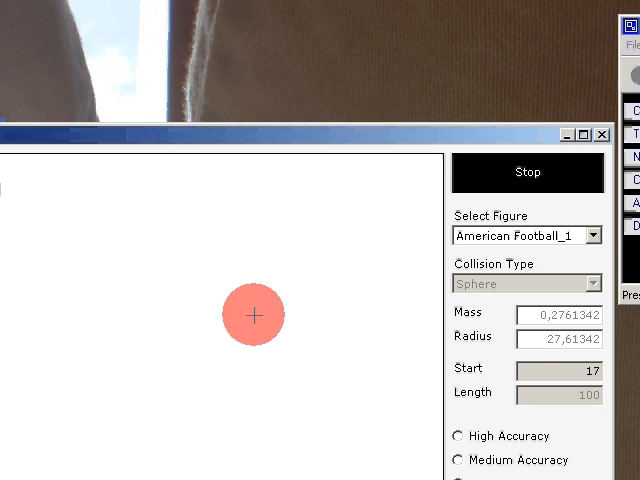 File
Stop
Select Figure
American Football_1
Collision Type
Sphere
Mass
0,2761342
Radius
27,61342
Start
17
Length
100
High Accuracy
Medium Accuracy
C
T
N
C
A
D